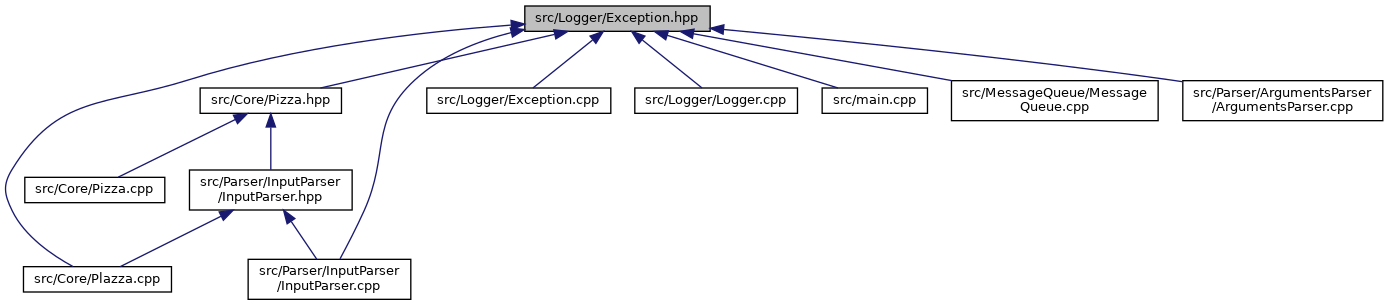 src/Logger/Exception.hpp
src/Core/Pizza.hpp
src/Logger/Exception.cpp
src/Logger/Logger.cpp
src/main.cpp
src/MessageQueue/Message
Queue.cpp
src/Parser/ArgumentsParser
/ArgumentsParser.cpp
src/Core/Pizza.cpp
src/Parser/InputParser
/InputParser.hpp
src/Core/Plazza.cpp
src/Parser/InputParser
/InputParser.cpp